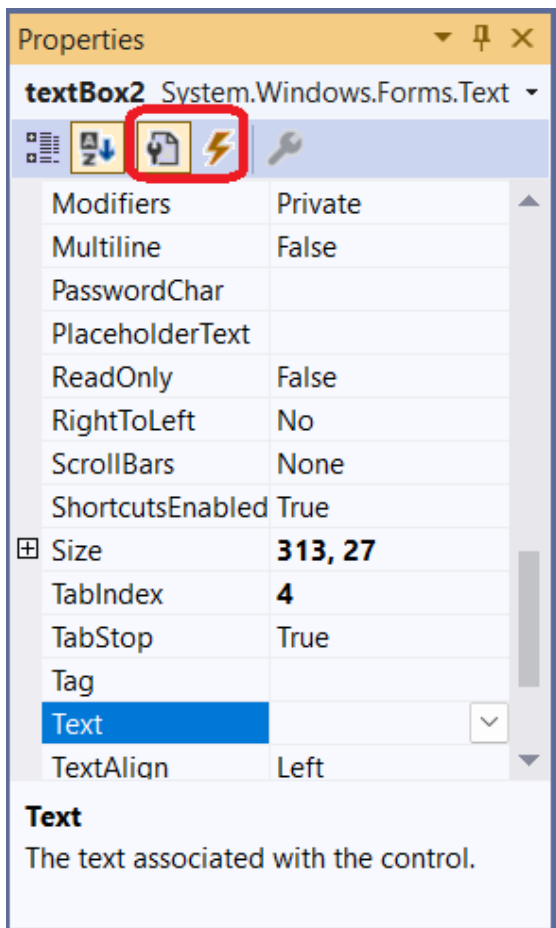 Properties
textBox2 System.Windows.Forms.Text
A
Z
Modifiers Private
Multiline False
PasswordChar
PlaceholderText
ReadOnly False
RightToLeft No
ScrollBars None
ShortcutsEnabled True
Size 313, 27
TabIndex 4
TabStop True
Tag
Text
TextAlign Left
Text
The text associated with the control.